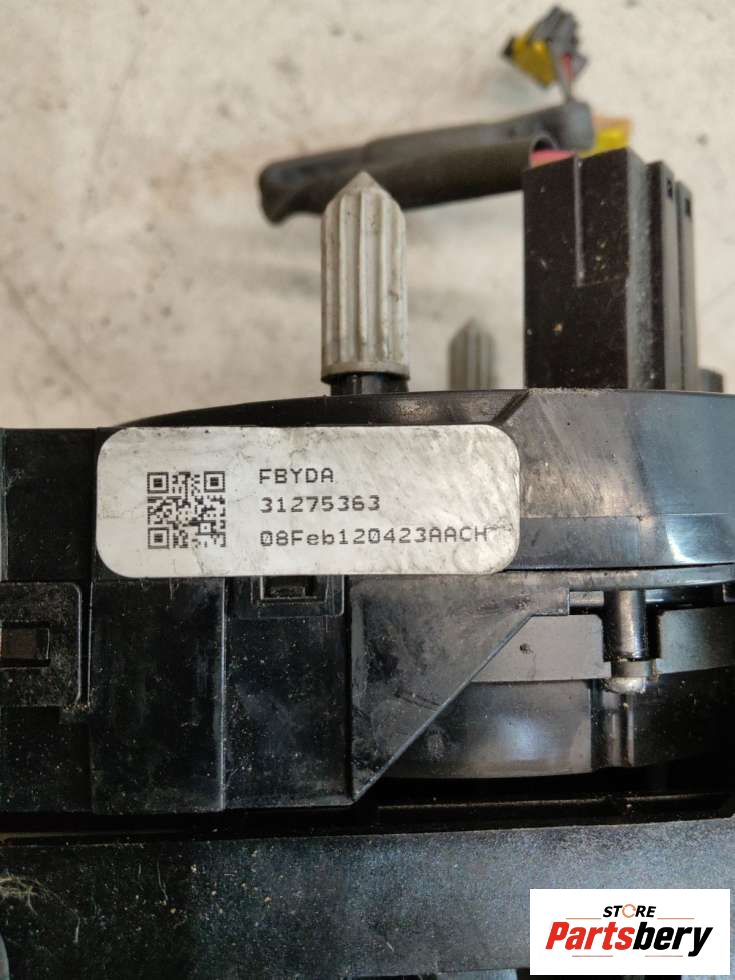 FBYDA
31275363
08Feb120423AACH
STORE
Partsbery